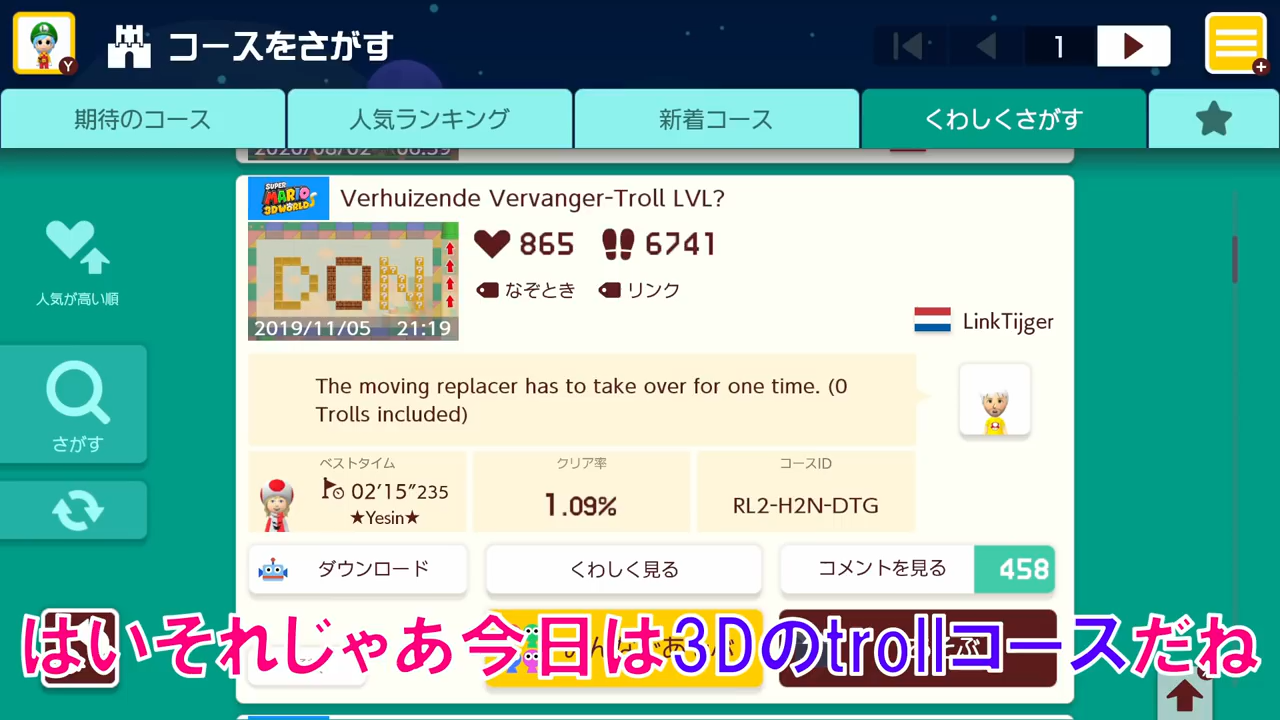 コースをさがす
Y
1
+
期待のコース
人気ランキング
新着コース
くわしくさがす
人気が高い順
さがす
SUPER MARIO 3D WORLD
Verhuizende Vervanger-Troll LVL?
DON
865
6741
なぞとき
リンク
2019/11/05 21:19
LinkTijger
The moving replacer has to take over for one time. (0
Trolls included)
ベストタイム
02'15"235
★Yesin★
クリア率
1.09%
コースID
RL2-H2N-DTG
ダウンロード
くわしく見る
コメントを見る
458
はいそれじゃあ今日は3Dのtrollコースだね